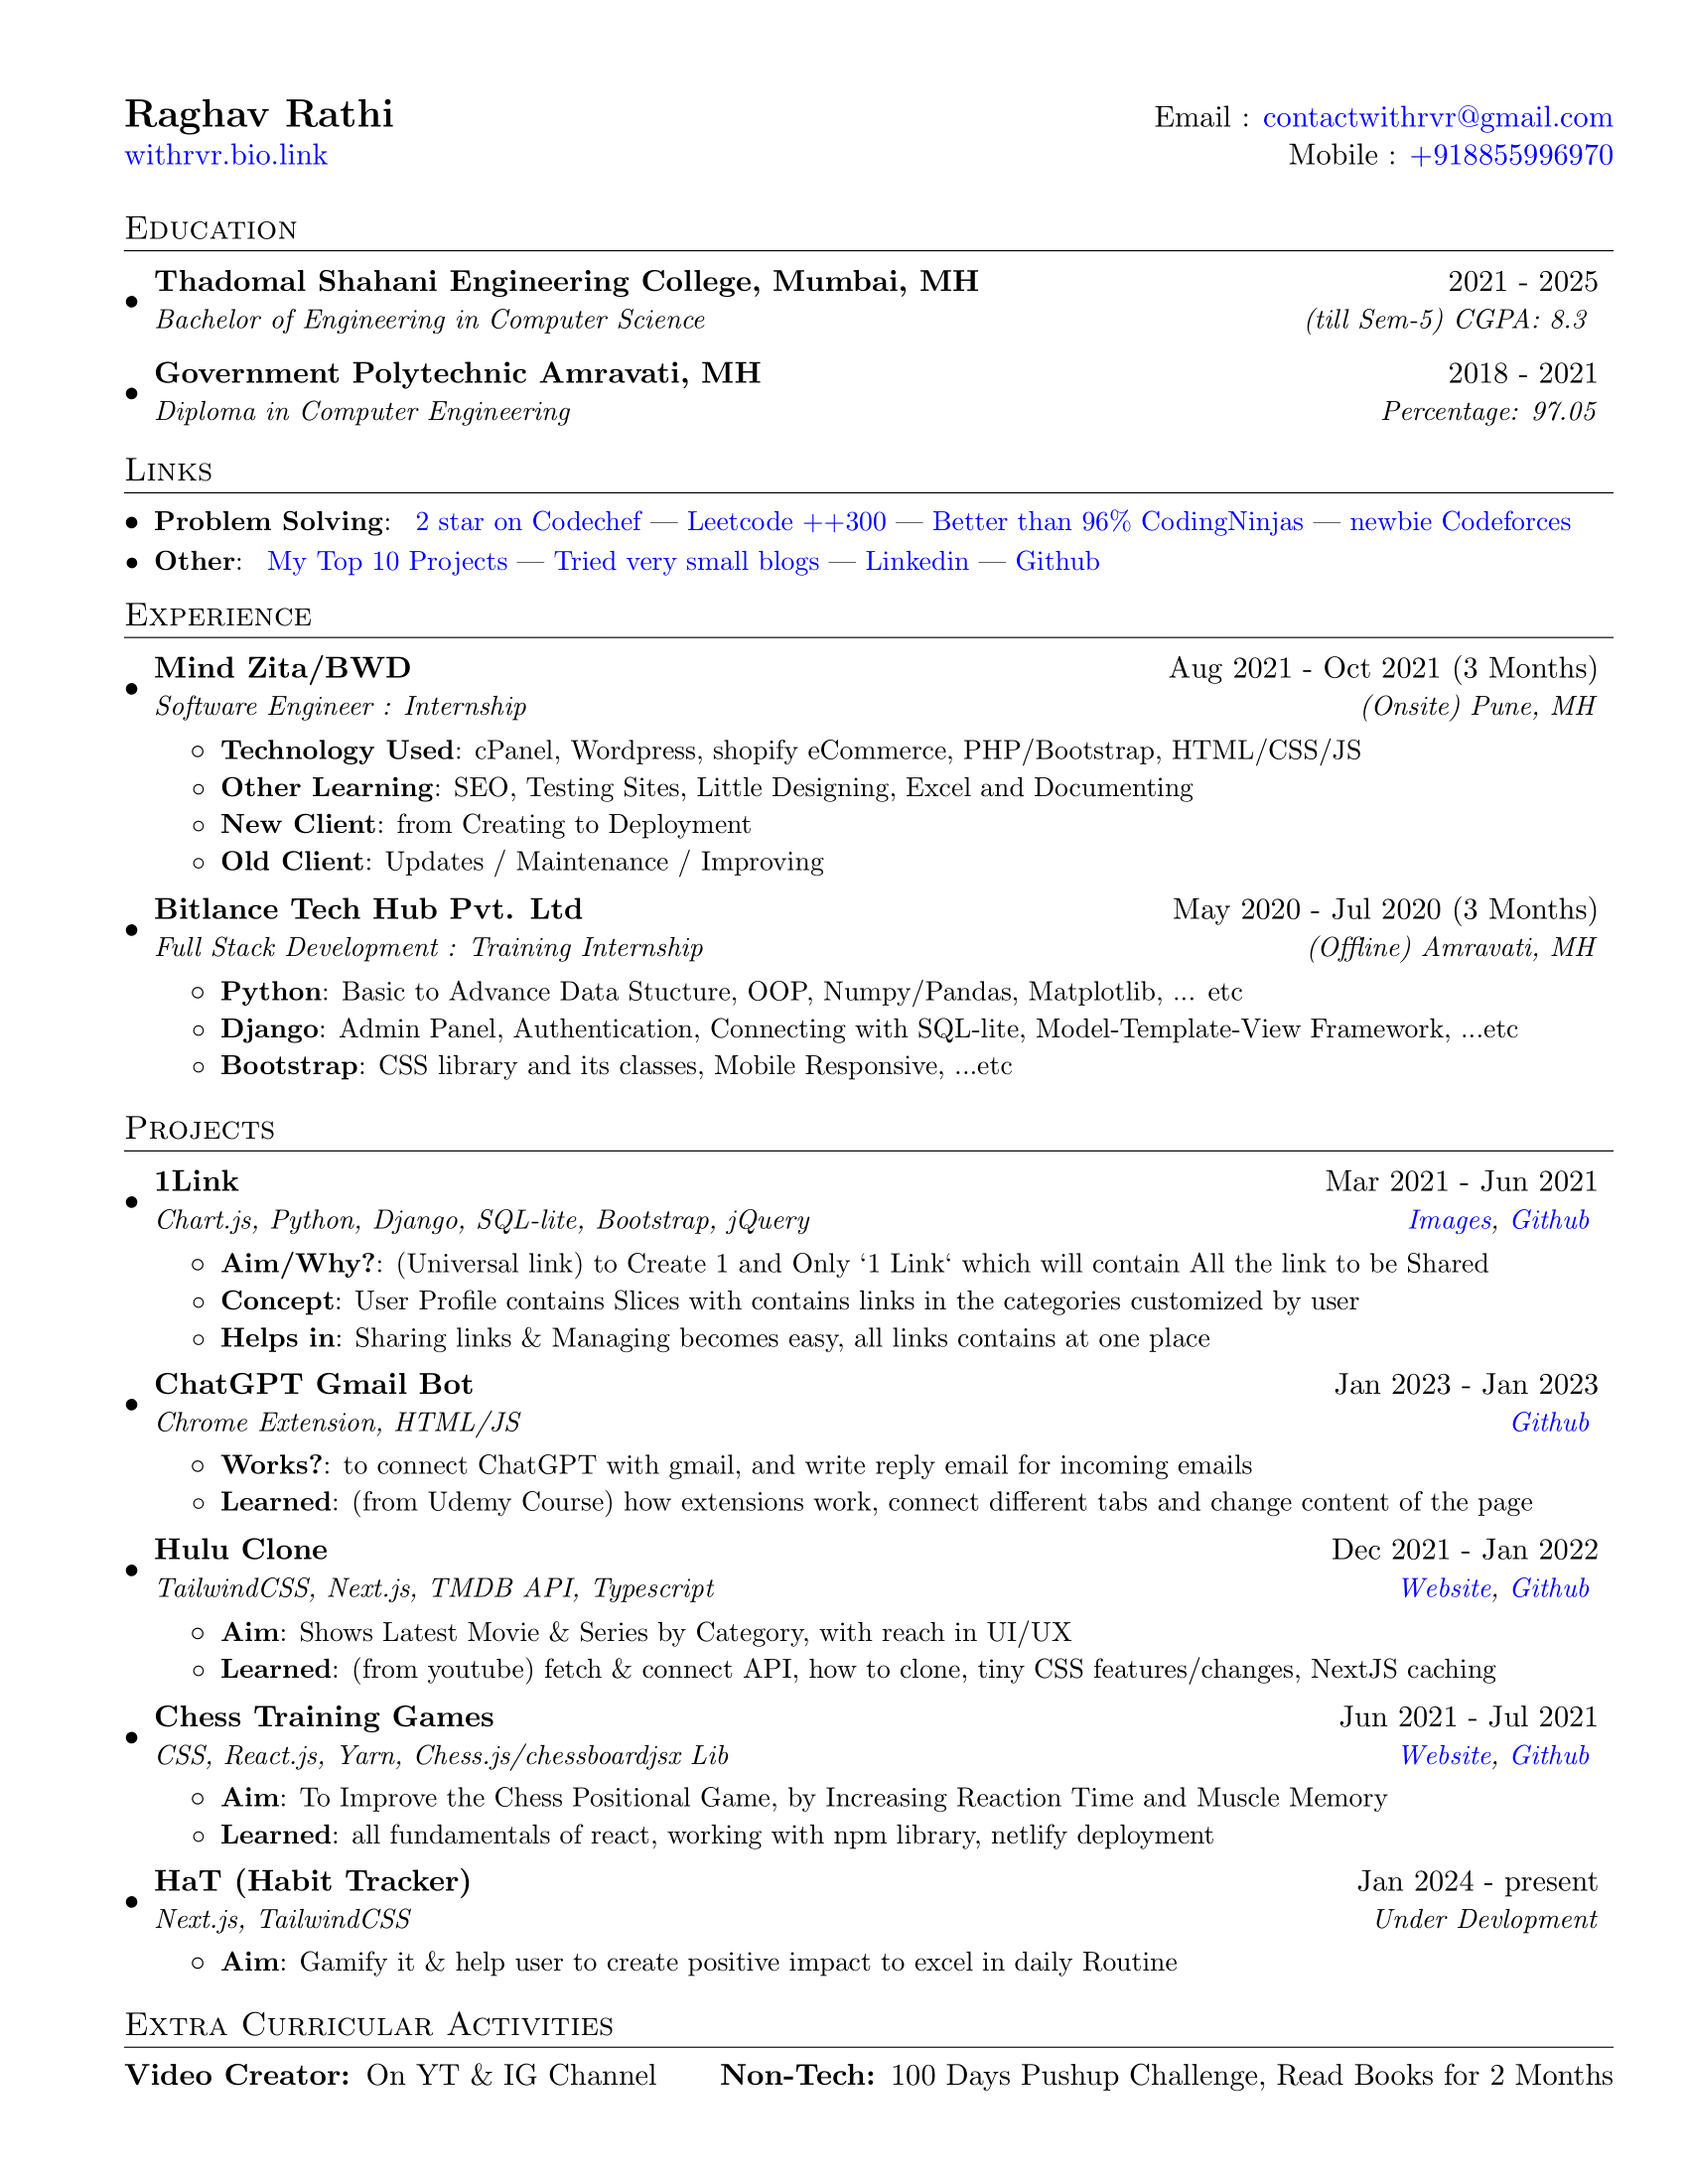 Raghav Rathi
Email : contactwithrvr@gmail.com
withrvr.bio.link
Mobile : +918855996970
Education
• Thadomal Shahani Engineering College, Mumbai, MH 2021 - 2025
Bachelor of Engineering in Computer Science (till Sem-5) CGPA: 8.3
• Government Polytechnic Amravati, MH 2018 - 2021
Diploma in Computer Engineering Percentage: 97.05
Links
• Problem Solving: 2 star on Codechef — Leetcode ++300 — Better than 96% CodingNinjas — newbie Codeforces
• Other: My Top 10 Projects — Tried very small blogs — Linkedin — Github
Experience
• Mind Zita/BWD Aug 2021 - Oct 2021 (3 Months)
Software Engineer : Internship (Onsite) Pune, MH
◦ Technology Used: cPanel, Wordpress, shopify eCommerce, PHP/Bootstrap, HTML/CSS/JS
◦ Other Learning: SEO, Testing Sites, Little Designing, Excel and Documenting
◦ New Client: from Creating to Deployment
◦ Old Client: Updates / Maintenance / Improving
• Bitlance Tech Hub Pvt. Ltd May 2020 - Jul 2020 (3 Months)
Full Stack Development : Training Internship (Offline) Amravati, MH
◦ Python: Basic to Advance Data Stucture, OOP, Numpy/Pandas, Matplotlib, ... etc
◦ Django: Admin Panel, Authentication, Connecting with SQL-lite, Model-Template-View Framework, ...etc
◦ Bootstrap: CSS library and its classes, Mobile Responsive, ...etc
Projects
• 1Link Mar 2021 - Jun 2021
Chart.js, Python, Django, SQL-lite, Bootstrap, jQuery Images, Github
◦ Aim/Why?: (Universal link) to Create 1 and Only ‘1 Link‘ which will contain All the link to be Shared
◦ Concept: User Profile contains Slices with contains links in the categories customized by user
◦ Helps in: Sharing links & Managing becomes easy, all links contains at one place
• ChatGPT Gmail Bot Jan 2023 - Jan 2023
Chrome Extension, HTML/JS Github
◦ Works?: to connect ChatGPT with gmail, and write reply email for incoming emails
◦ Learned: (from Udemy Course) how extensions work, connect different tabs and change content of the page
• Hulu Clone Dec 2021 - Jan 2022
TailwindCSS, Next.js, TMDB API, Typescript Website, Github
◦ Aim: Shows Latest Movie & Series by Category, with reach in UI/UX
◦ Learned: (from youtube) fetch & connect API, how to clone, tiny CSS features/changes, NextJS caching
• Chess Training Games Jun 2021 - Jul 2021
CSS, React.js, Yarn, Chess.js/chessboardjsx Lib Website, Github
◦ Aim: To Improve the Chess Positional Game, by Increasing Reaction Time and Muscle Memory
◦ Learned: all fundamentals of react, working with npm library, netlify deployment
• HaT (Habit Tracker) Jan 2024 - present
Next.js, TailwindCSS Under Devlopment
◦ Aim: Gamify it & help user to create positive impact to excel in daily Routine
Extra Curricular Activities
Video Creator: On YT & IG Channel Non-Tech: 100 Days Pushup Challenge, Read Books for 2 Months